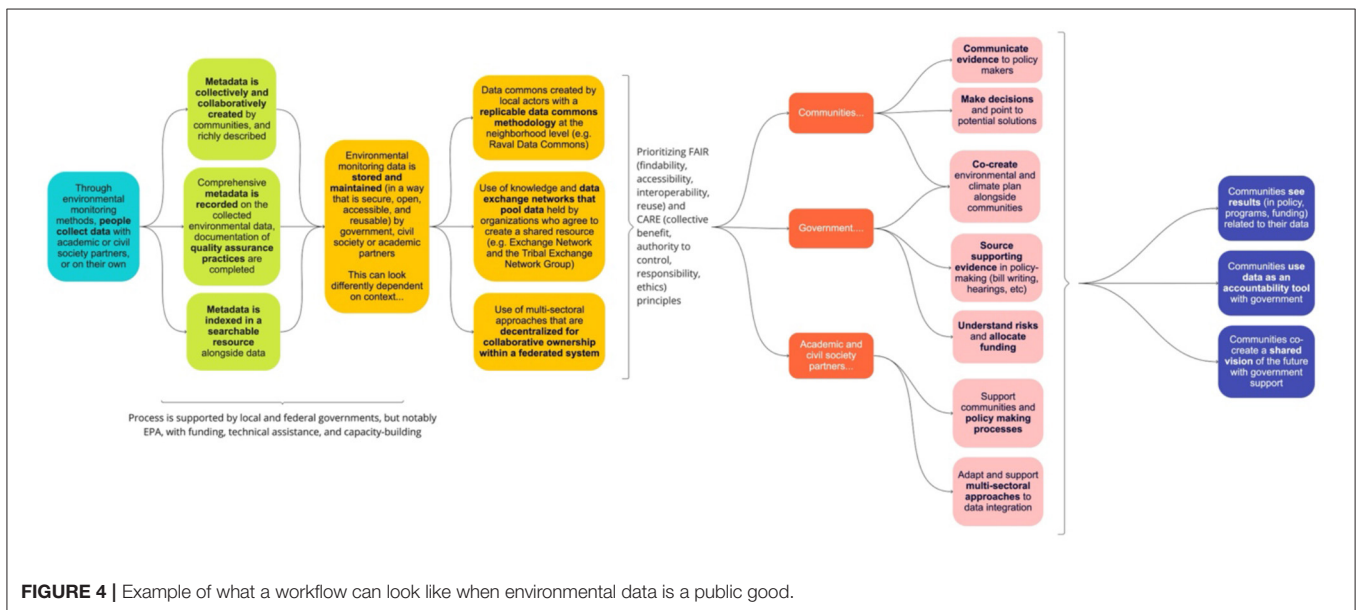 Through
environmental
monitoring
methods, people
collect data with
academic or civil
society partners,
or on their own
Metadata is
collectively and
collaboratively
created by
communities, and
richly described
Comprehensive
metadata is
recorded on the
collected
environmental data,
documentation of
quality assurance
practices are
completed
Metadata is
indexed in a
searchable
resource
alongside data
Process is supported by local and federal governments, but notably
EPA, with funding, technical assistance, and capacity-building
Environmental
monitoring data is
stored and
maintained (in a way
that is secure, open,
accessible, and
reusable) by
government, civil
society or academic
partners
This can look
differently dependent
on context...
Data commons created by
local actors with a
replicable data commons
methodology at the
neighborhood level (e.g.
Raval Data Commons)
Use of knowledge and data
exchange networks that
pool data held by
organizations who agree to
create a shared resource
(e.g. Exchange Network
and the Tribal Exchange
Network Group)
Use of multi-sectoral
approaches that are
decentralized for
collaborative ownership
within a federated system
Prioritizing FAIR
(findability,
accessibility,
interoperability,
reuse) and
CARE (collective
benefit,
authority to
control,
responsibility,
ethics)
principles
Communities...
Government....
Academic and
civil society
partners...
Communicate
evidence to policy
makers
Make decisions
and point to
potential solutions
Co-create
environmental and
climate plan
alongside
communities
Source
supporting
evidence in policy-
making (bill writing,
hearings, etc)
Understand risks
and allocate
funding
Support
communities and
policy making
processes
Adapt and support
multi-sectoral
approaches to
data integration
Communities see
results (in policy,
programs, funding)
related to their data
Communities use
data as an
accountability tool
with government
Communities co-
create a shared
vision of the future
with government
support
FIGURE 4 | Example of what a workflow can look like when environmental data is a public good.